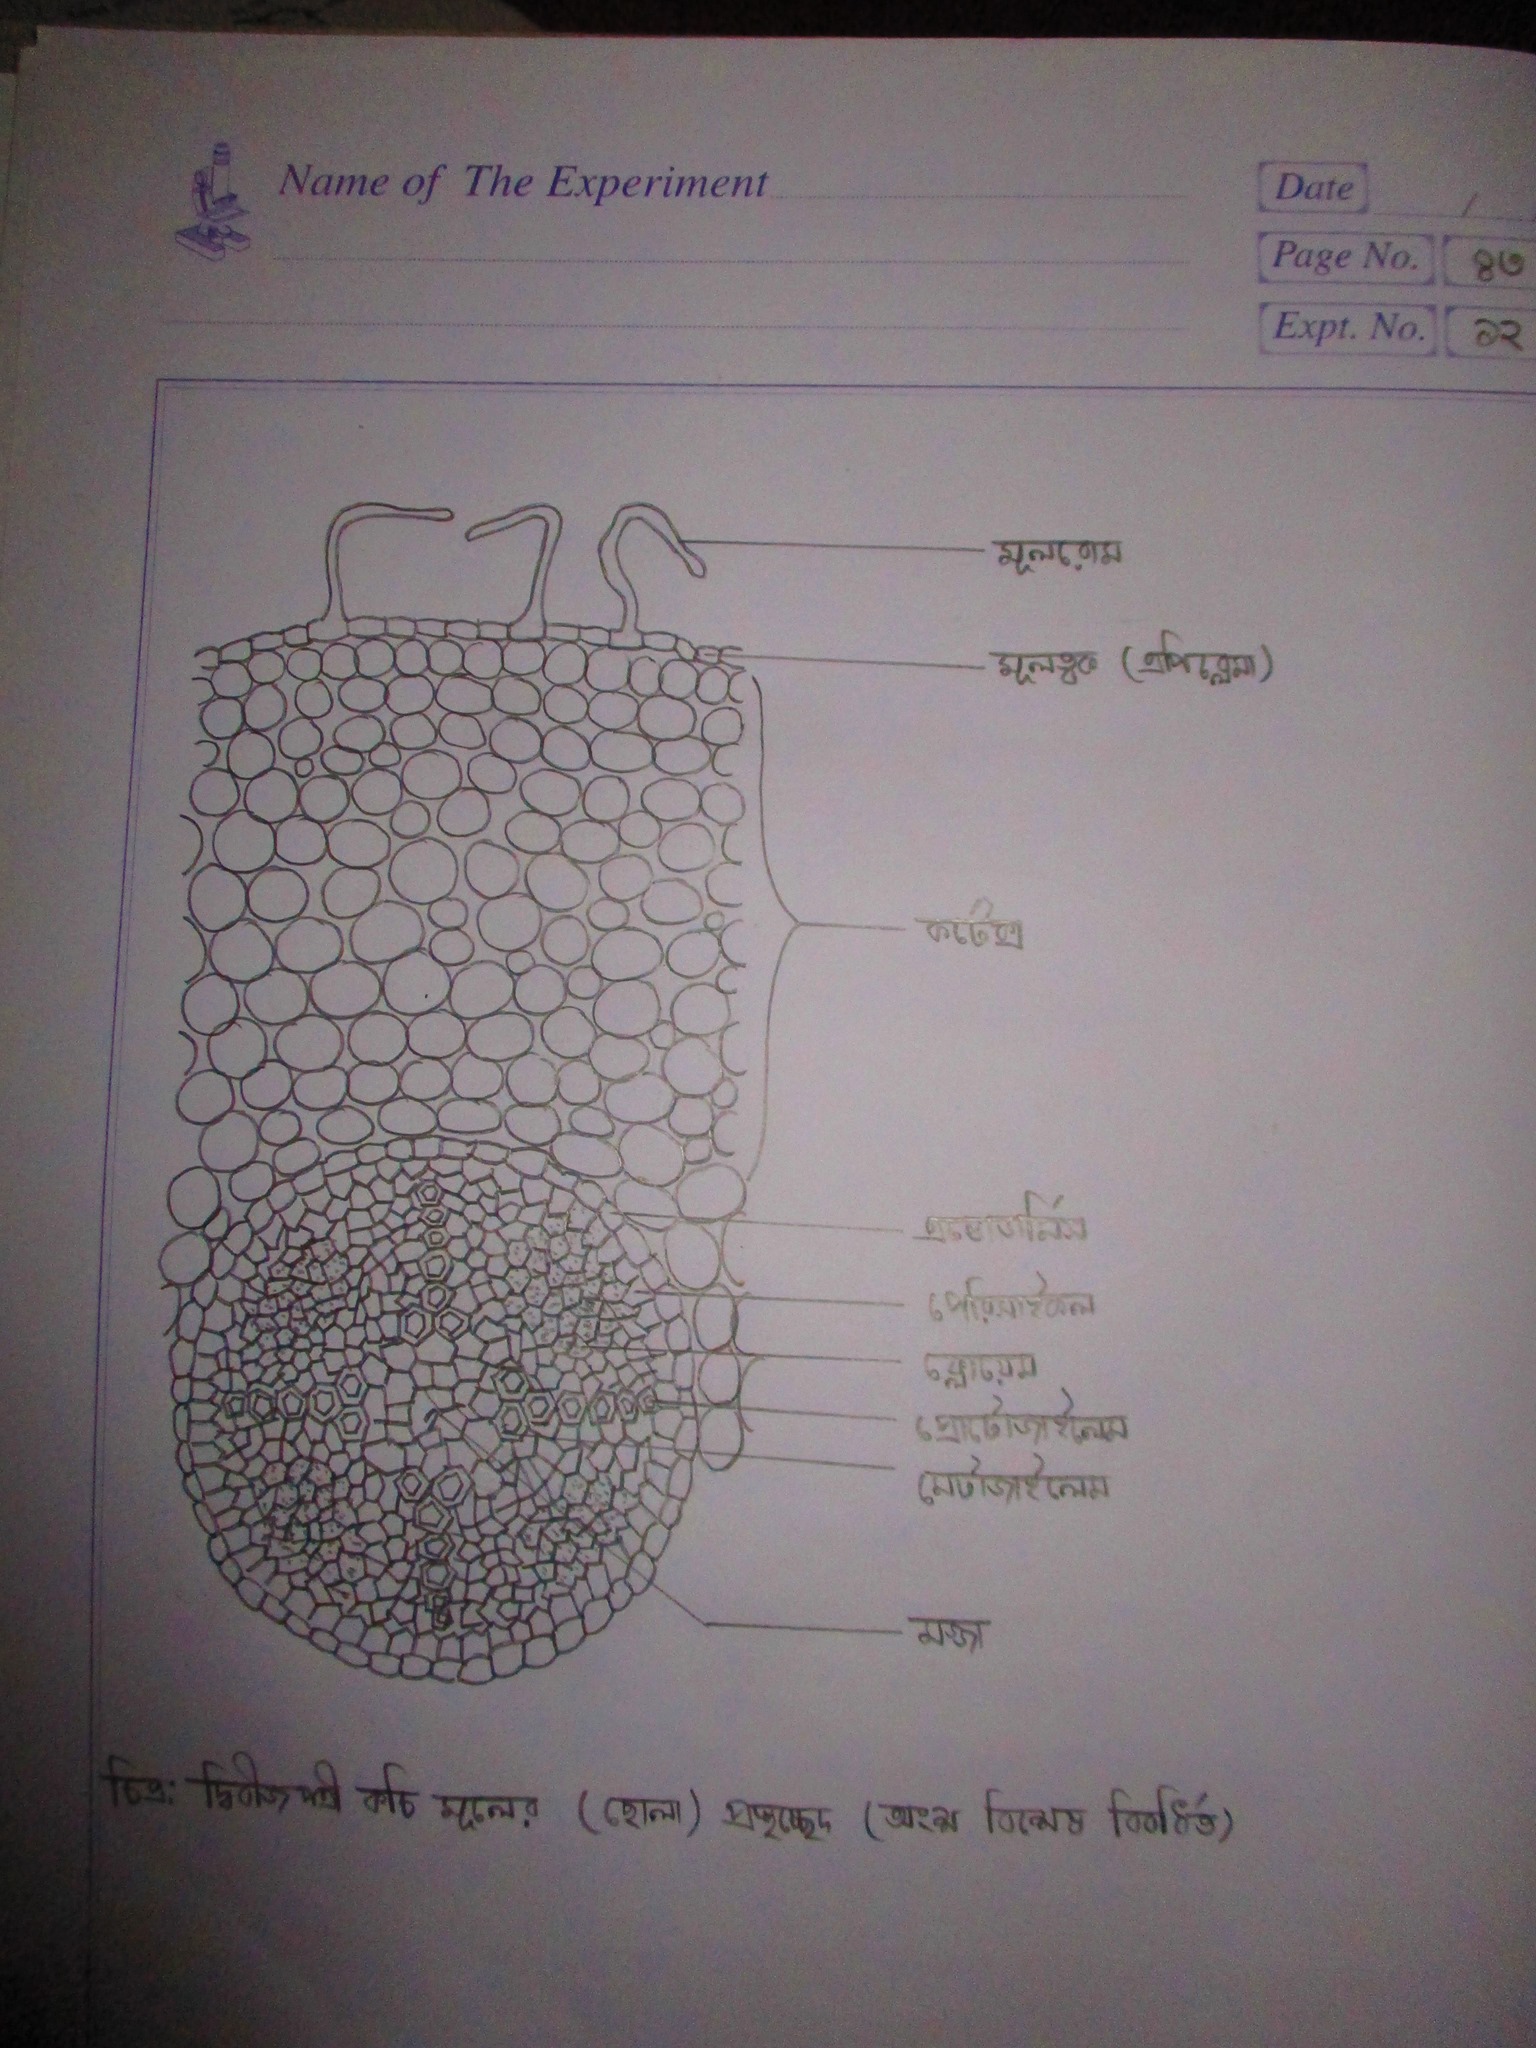 Name of The Experiment
Date /
Page No. ৪৩
Expt. No. ১২
মূলরোম
মূলত্বক (এপিব্লেমা)
কর্টেক্স
এন্ডোডার্মিস
পেরিসাইকল
ফ্লোয়েম
প্রোটোজাইলেম
মেটাজাইলেম
মজ্জা
চিত্র: দ্বিবীজপত্রী কচি মূলের (ছোলা) প্রস্থচ্ছেদ (অংশ বিশেষ বিবর্ধিত)